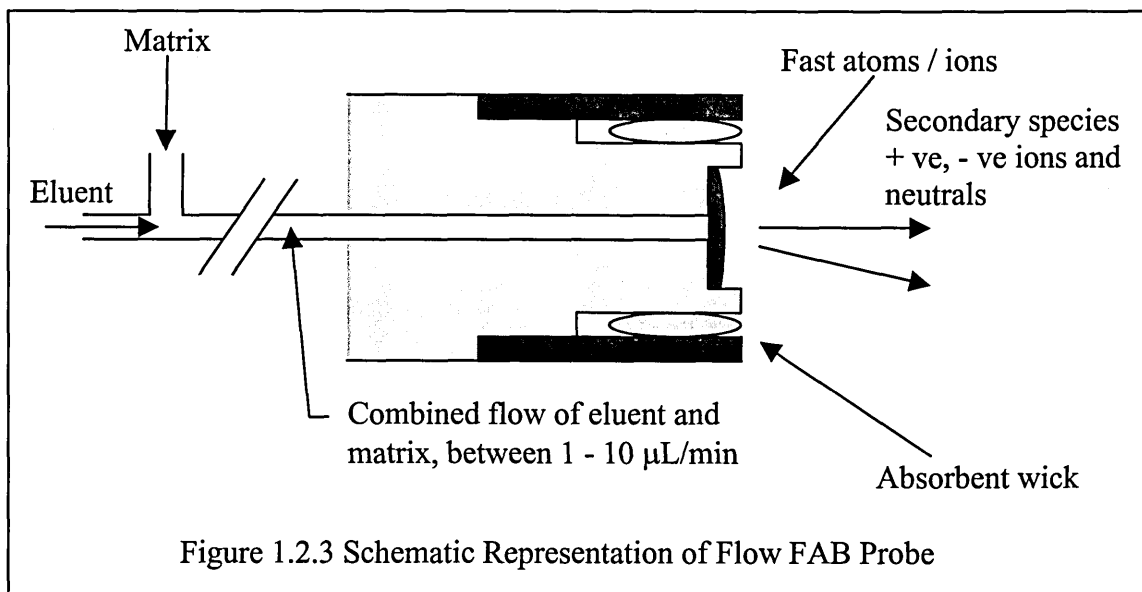 Matrix
Eluent
Fast atoms / ions
Secondary species
+ ve, - ve ions and
neutrals
Combined flow of eluent and
matrix, between 1 - 10 μL/min
Absorbent wick
Figure 1.2.3 Schematic Representation of Flow FAB Probe